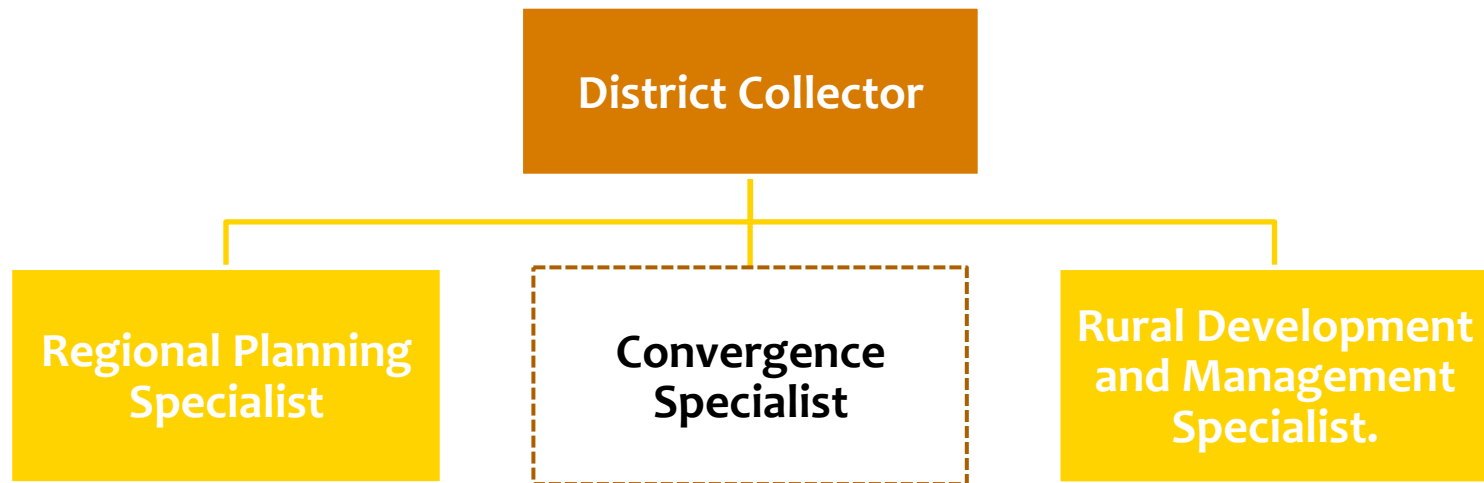 District Collector
Regional Planning
Specialist
Convergence
Specialist
Rural Development
and Management
Specialist.